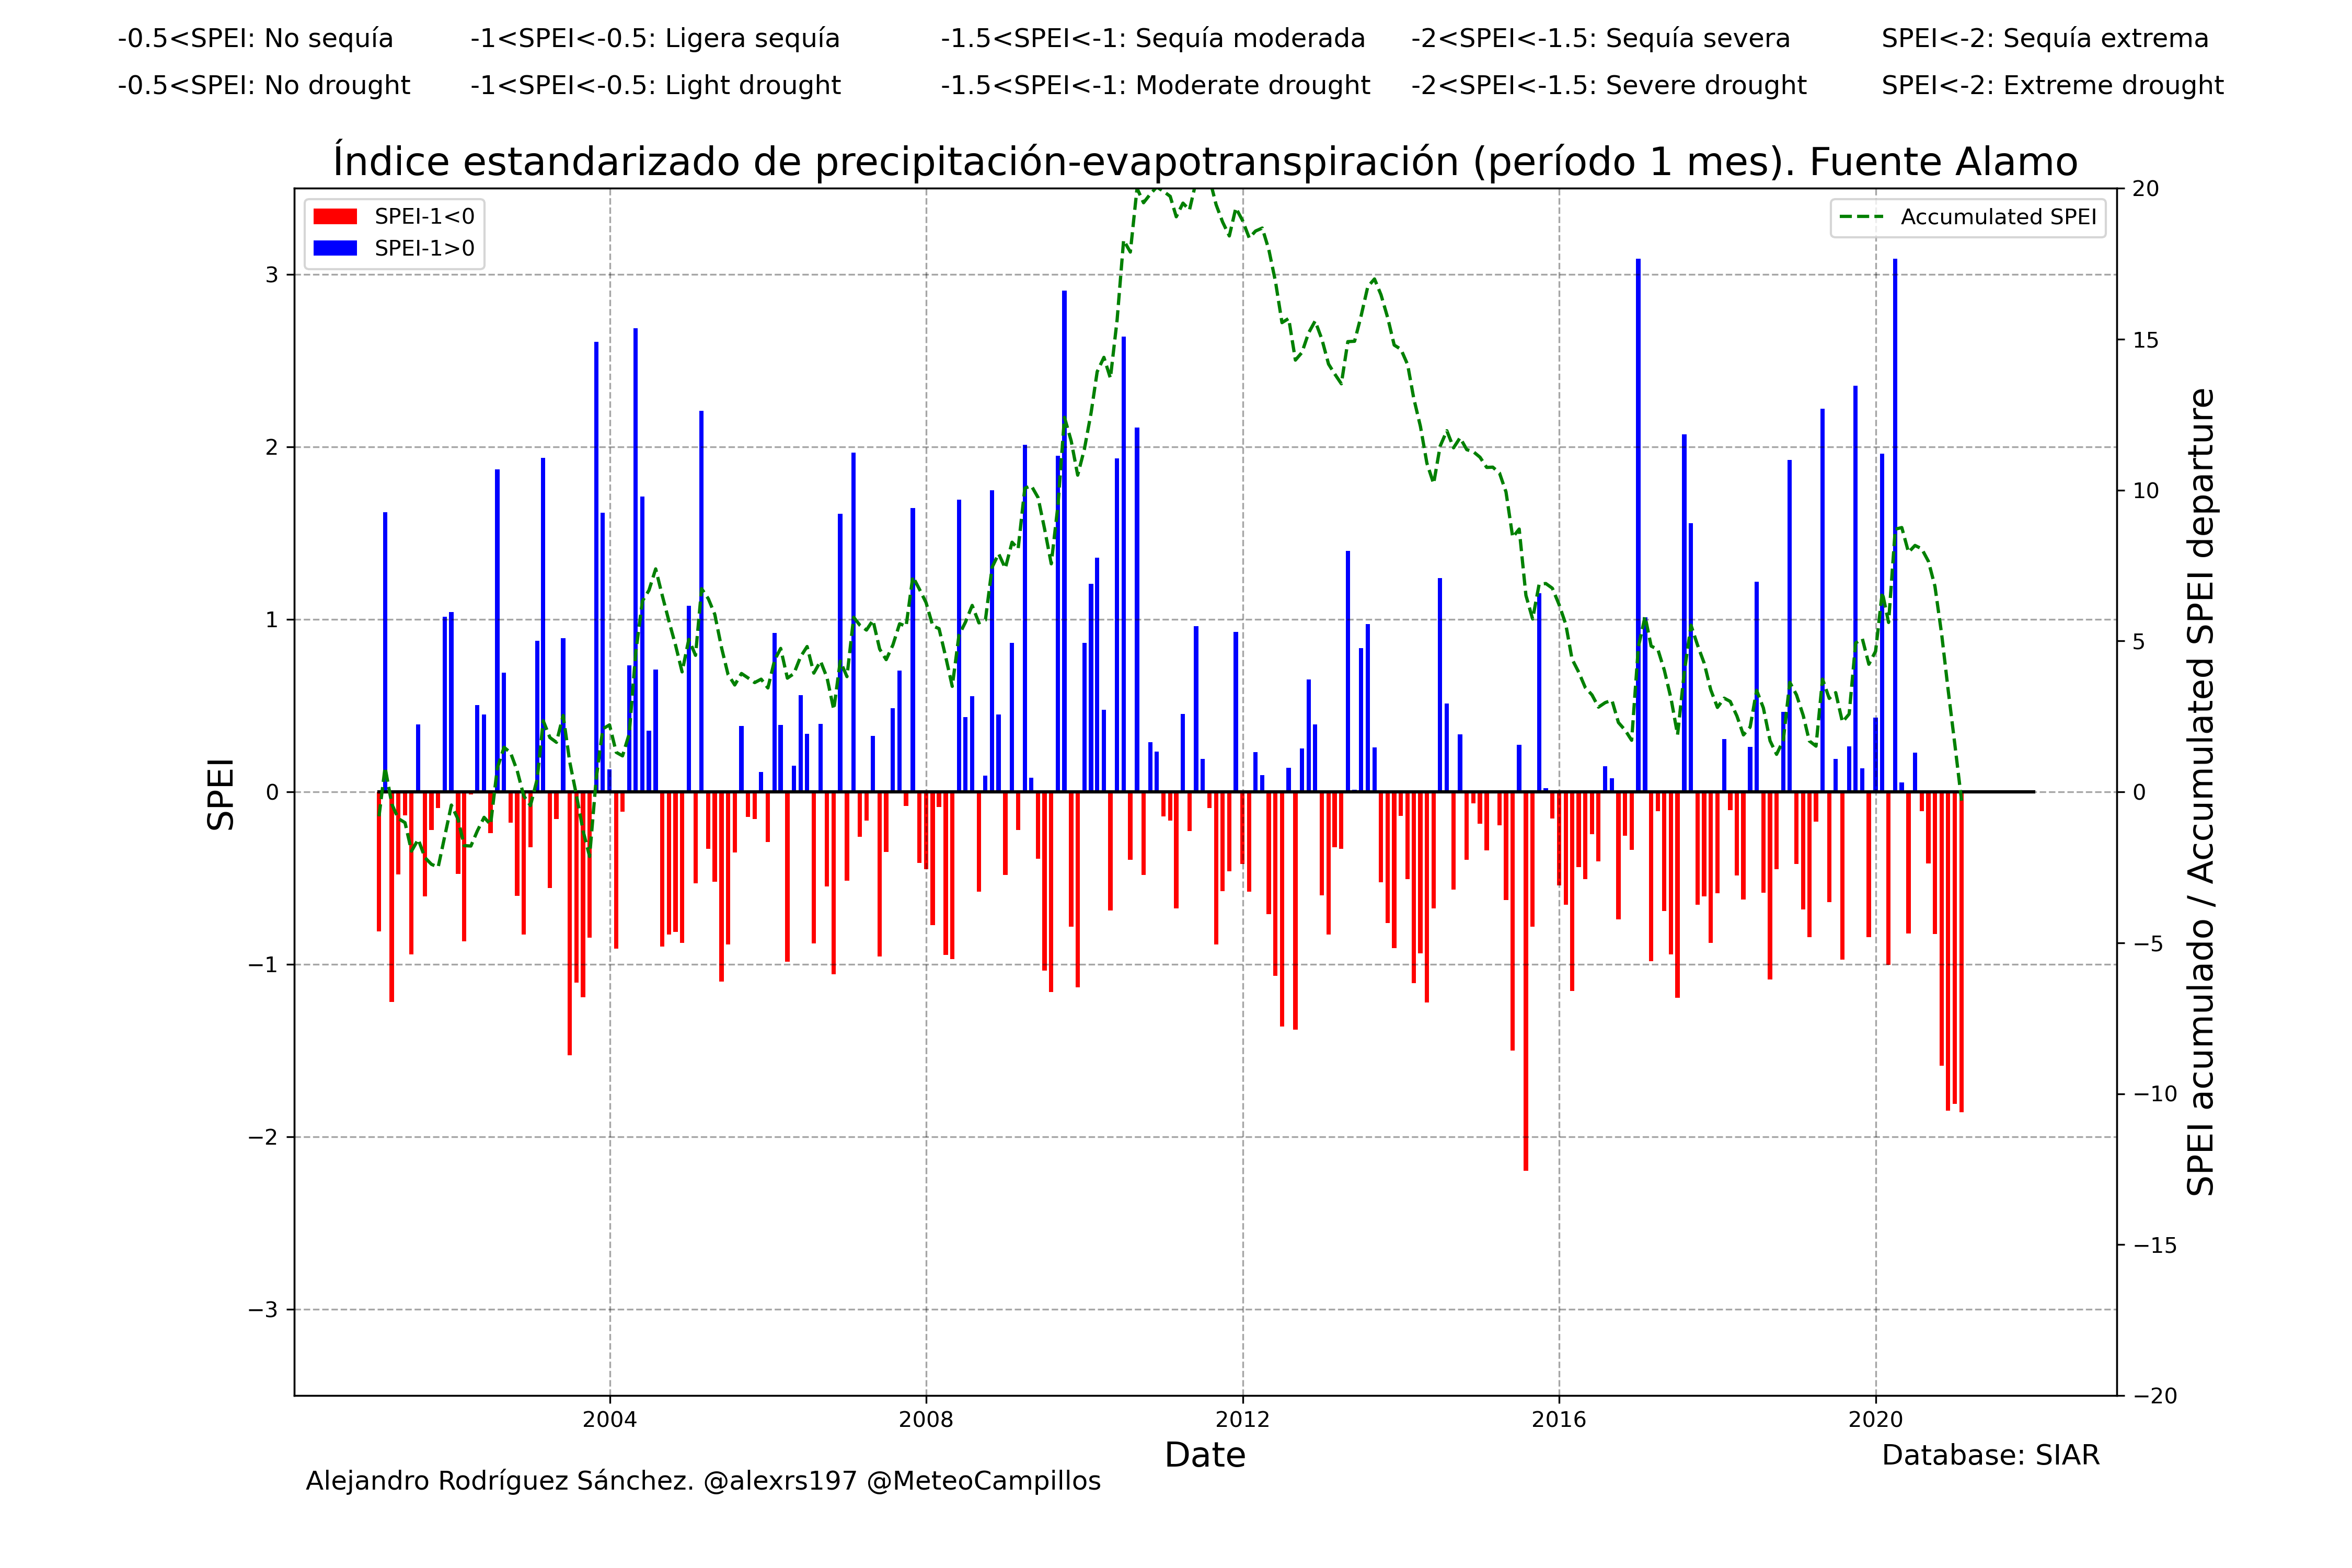 -0.5<SPEI: No sequía -1<SPEI<-0.5: Ligera sequía -1.5<SPEI<-1: Sequía moderada -2<SPEI<-1.5: Sequía severa SPEI<-2: Sequía extrema
-0.5<SPEI: No drought -1<SPEI<-0.5: Light drought -1.5<SPEI<-1: Moderate drought -2<SPEI<-1.5: Severe drought SPEI<-2: Extreme drought
Índice estandarizado de precipitación-evapotranspiración (período 1 mes). Fuente Alamo
SPEI-1<0
SPEI-1>0
Accumulated SPEI
SPEI
3
2
1
0
−1
−2
−3
20
15
10
5
0
−5
−10
−15
−20
SPEI acumulado / Accumulated SPEI departure
2004 2008 2012 2016 2020
Date
Database: SIAR
Alejandro Rodríguez Sánchez. @alexrs197 @MeteoCampillos